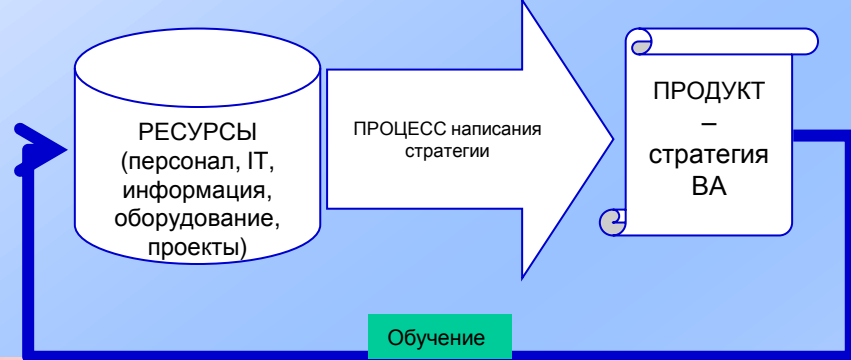 РЕСУРСЫ
(персонал, IT,
информация,
оборудование,
проекты)
ПРОЦЕСС написания
стратегии
ПРОДУКТ
–
стратегия
ВА
Обучение